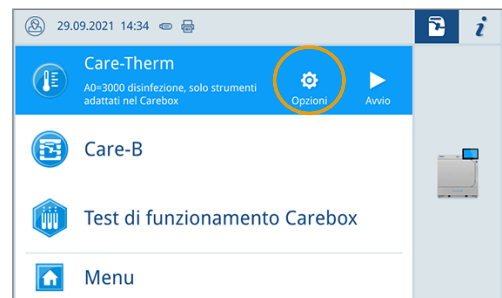 29.09.2021 14:34
i
Care-Therm
A0=3000 disinfezione, solo strumenti
adattati nel Carebox
Opzioni
Avvio
Care-B
Test di funzionamento Carebox
Menu